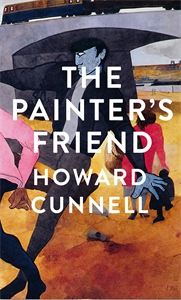 THE
PAINTER'S
FRIEND
HOWARD
CUNNELL